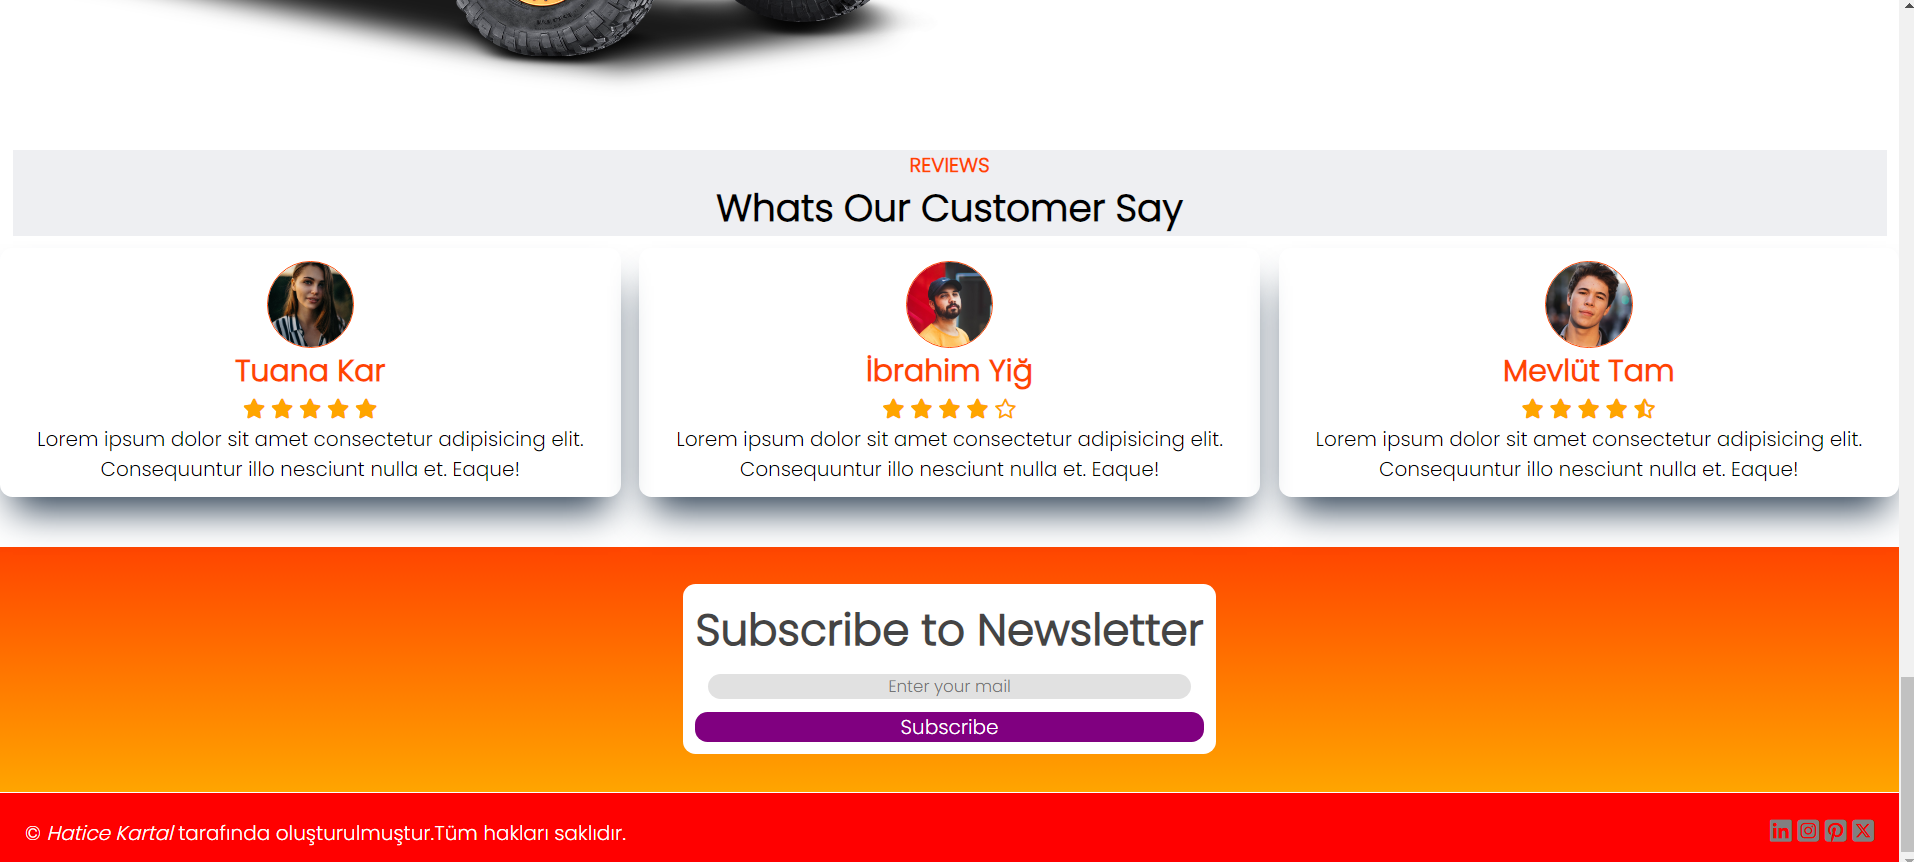 REVIEWS
Whats Our Customer Say
Tuana Kar
Lorem ipsum dolor sit amet consectetur adipisicing elit.
Consequuntur illo nesciunt nulla et. Eaque!
İbrahim Yiğ
Lorem ipsum dolor sit amet consectetur adipisicing elit.
Consequuntur illo nesciunt nulla et. Eaque!
Mevlüt Tam
Lorem ipsum dolor sit amet consectetur adipisicing elit.
Consequuntur illo nesciunt nulla et. Eaque!
Subscribe to Newsletter
Enter your mail
Subscribe
© Hatice Kartal tarafında oluşturulmuştur.Tüm hakları saklıdır.